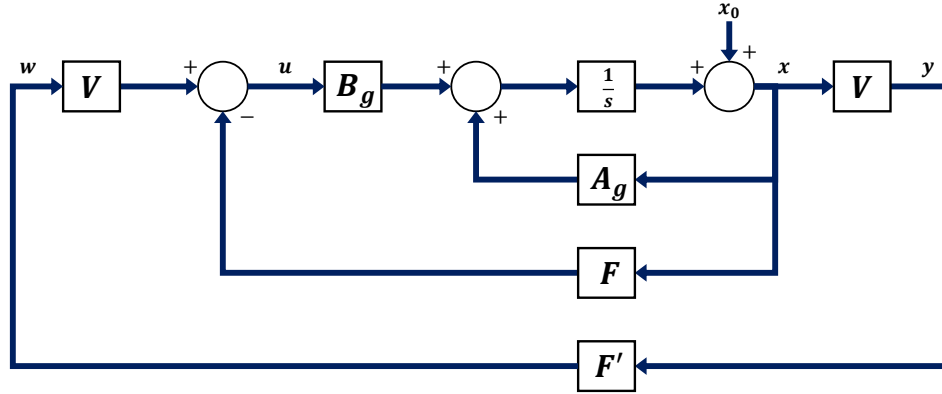 x₀
w
V
+
−
u
B_g
+
+
1/s
+
+
x
V
y
A_g
F
F'